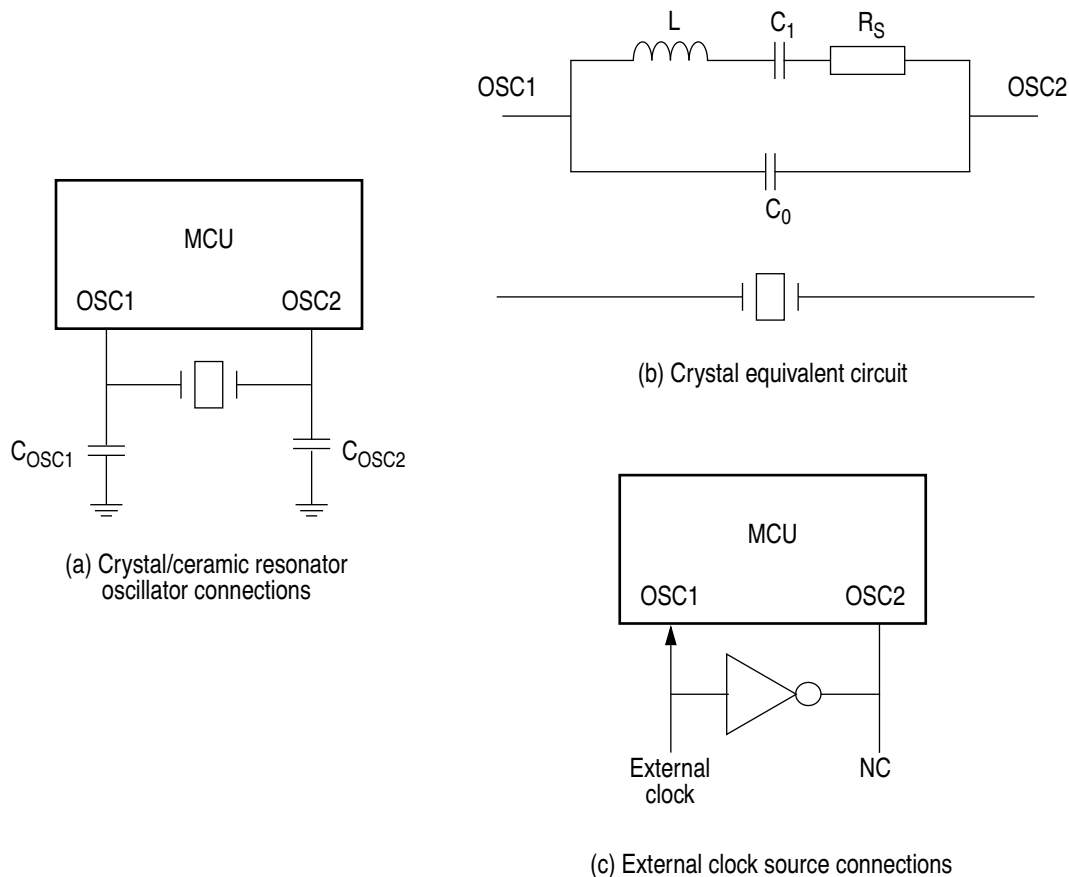 L
C1
RS
OSC1
OSC2
C0
(b) Crystal equivalent circuit
MCU
OSC1
OSC2
COSC1
COSC2
(a) Crystal/ceramic resonator
oscillator connections
MCU
OSC1
OSC2
External
clock
NC
(c) External clock source connections